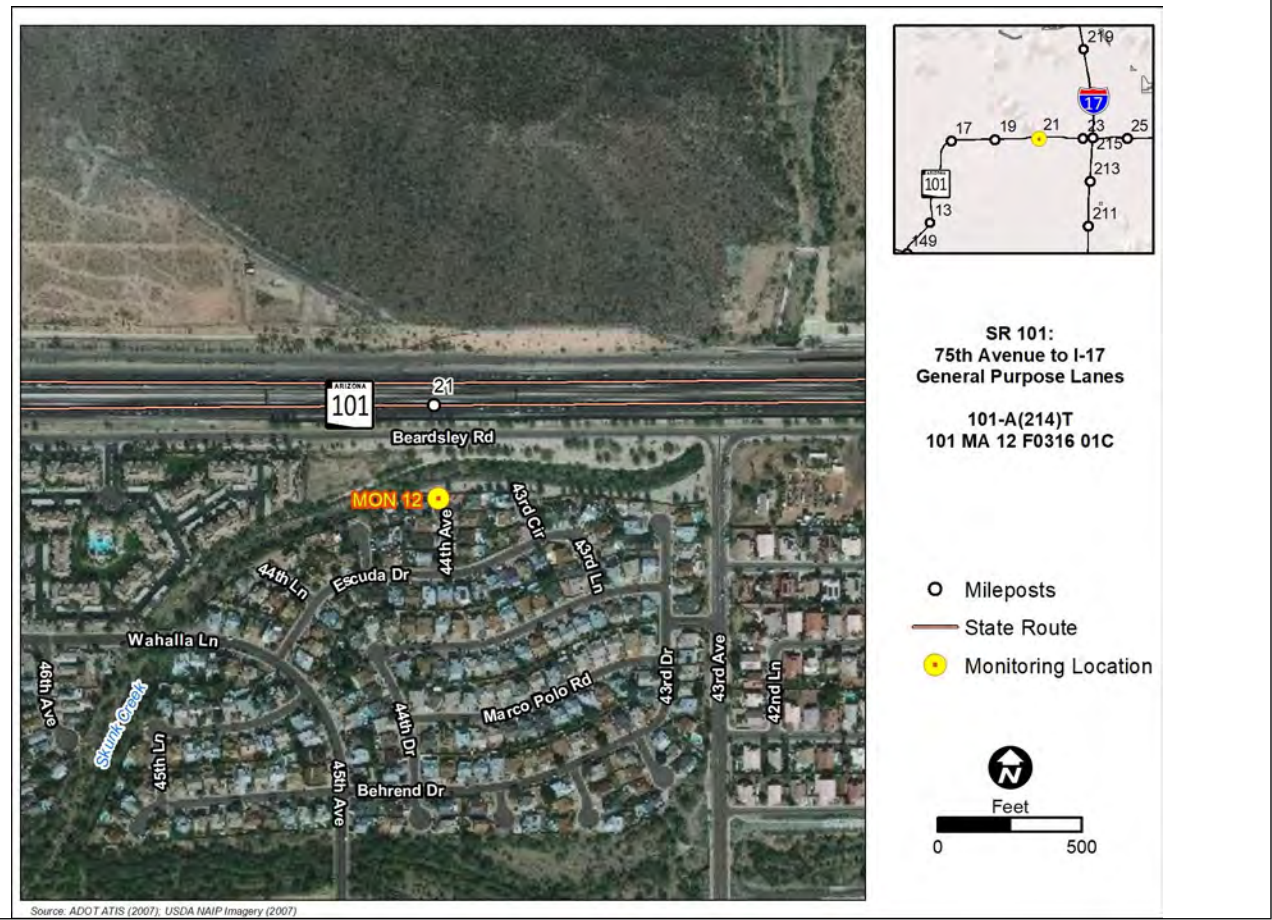 219
17
17
19
21
23
25
215
101
213
13
211
149
SR 101:
75th Avenue to I-17
General Purpose Lanes
101-A(214)T
101 MA 12 F0316 01C
ARIZONA
101
21
Beardsley Rd
MON 12
44th Ave
43rd Cir
43rd Ln
44th Ln
Escuda Dr
Wahalla Ln
46th Ave
Skunk Creek
45th Ln
44th Dr
Marco Polo Rd
43rd Dr
43rd Ave
42nd Ln
45th Ave
Behrend Dr
Mileposts
State Route
Monitoring Location
N
Feet
0 500
Source: ADOT ATIS (2007); USDA NAIP Imagery (2007)